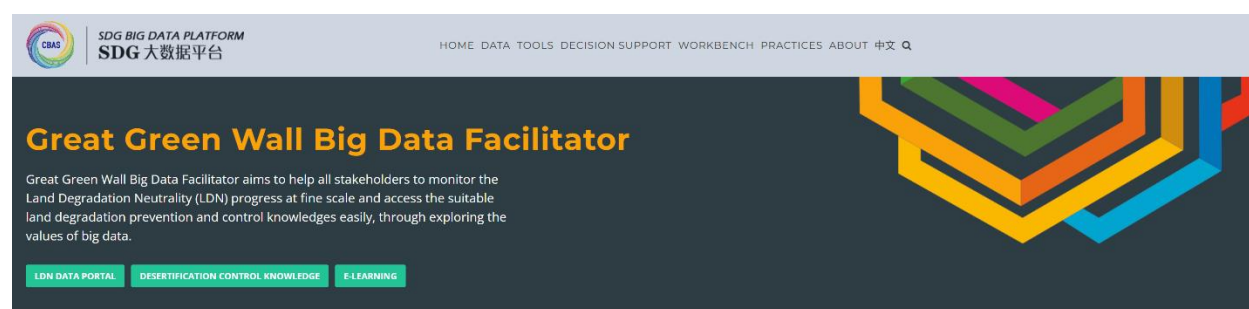 CBAS
SDG BIG DATA PLATFORM
SDG 大数据平台
HOME DATA TOOLS DECISION SUPPORT WORKBENCH PRACTICES ABOUT 中文
Great Green Wall Big Data Facilitator
Great Green Wall Big Data Facilitator aims to help all stakeholders to monitor the
Land Degradation Neutrality (LDN) progress at fine scale and access the suitable
land degradation prevention and control knowledges easily, through exploring the
values of big data.
LDN DATA PORTAL DESERTIFICATION CONTROL KNOWLEDGE E-LEARNING